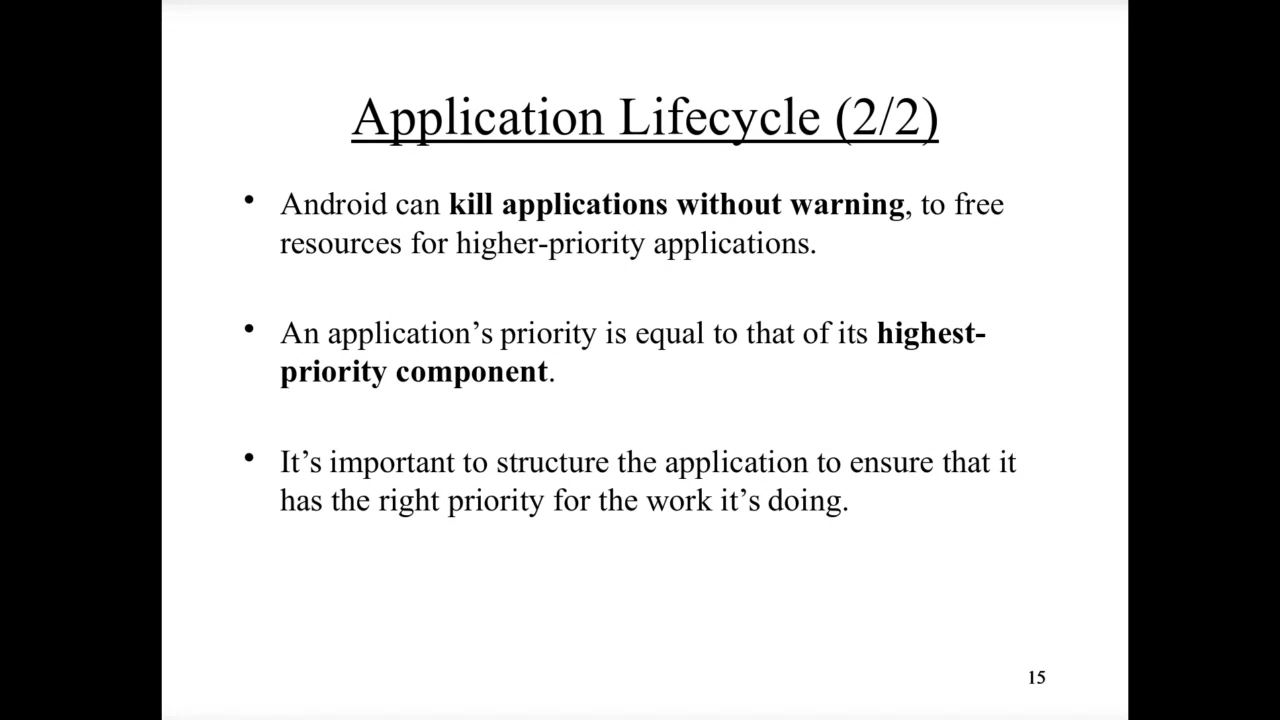 Application Lifecycle (2/2)
• Android can kill applications without warning, to free
resources for higher-priority applications.
• An application’s priority is equal to that of its highest-
priority component.
• It’s important to structure the application to ensure that it
has the right priority for the work it’s doing.
15